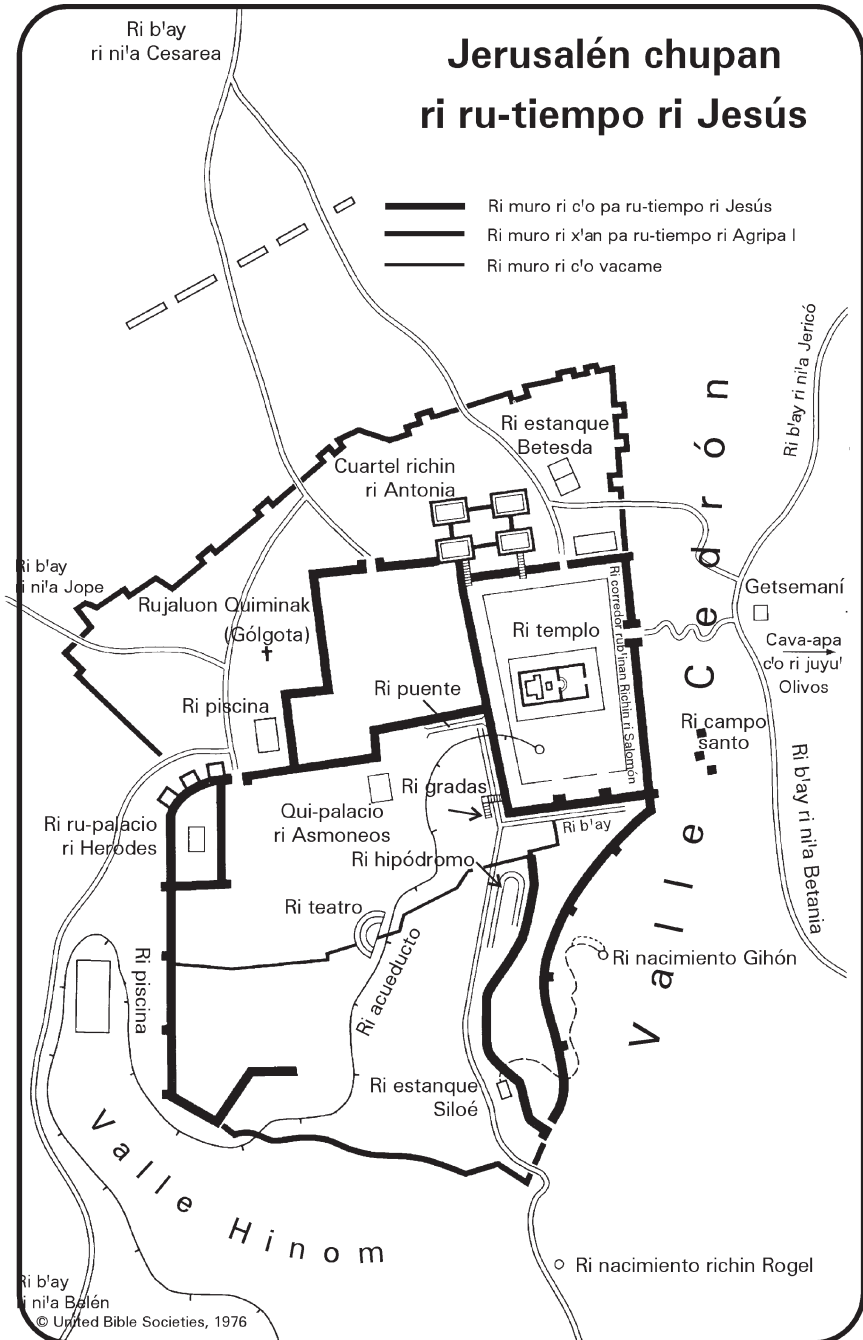 Ri b'ay
ri ni'a Cesarea
Jerusalén chupan
ri ru-tiempo ri Jesús
Ri muro ri c'o pa ru-tiempo ri Jesús
Ri muro ri x'an pa ru-tiempo ri Agripa I
Ri muro ri c'o vacame
Ri b'ay ri ni'a Jericó
Ri estanque
Betesda
Cuartel richin
ri Antonia
Valle Cedrón
Ri b'ay
ri ni'a Jope
Rujaluon Quiminak
(Gólgota)
Ri templo
Ri corredor rub'inan Richin ri Salomón
Getsemaní
Cava-apa
c'o ri juyu'
Olivos
Ri puente
Ri piscina
Ri campo
santo
Ri gradas
Qui-palacio
ri Asmoneos
Ri b'ay
Ri ru-palacio
ri Herodes
Ri hipódromo
Ri b'ay ri ni'a Betania
Ri teatro
Ri piscina
Ri acueducto
Ri nacimiento Gihón
Ri estanque
Siloé
Valle Hinom
Ri nacimiento richin Rogel
Ri b'ay
ri ni'a Belén
© United Bible Societies, 1976